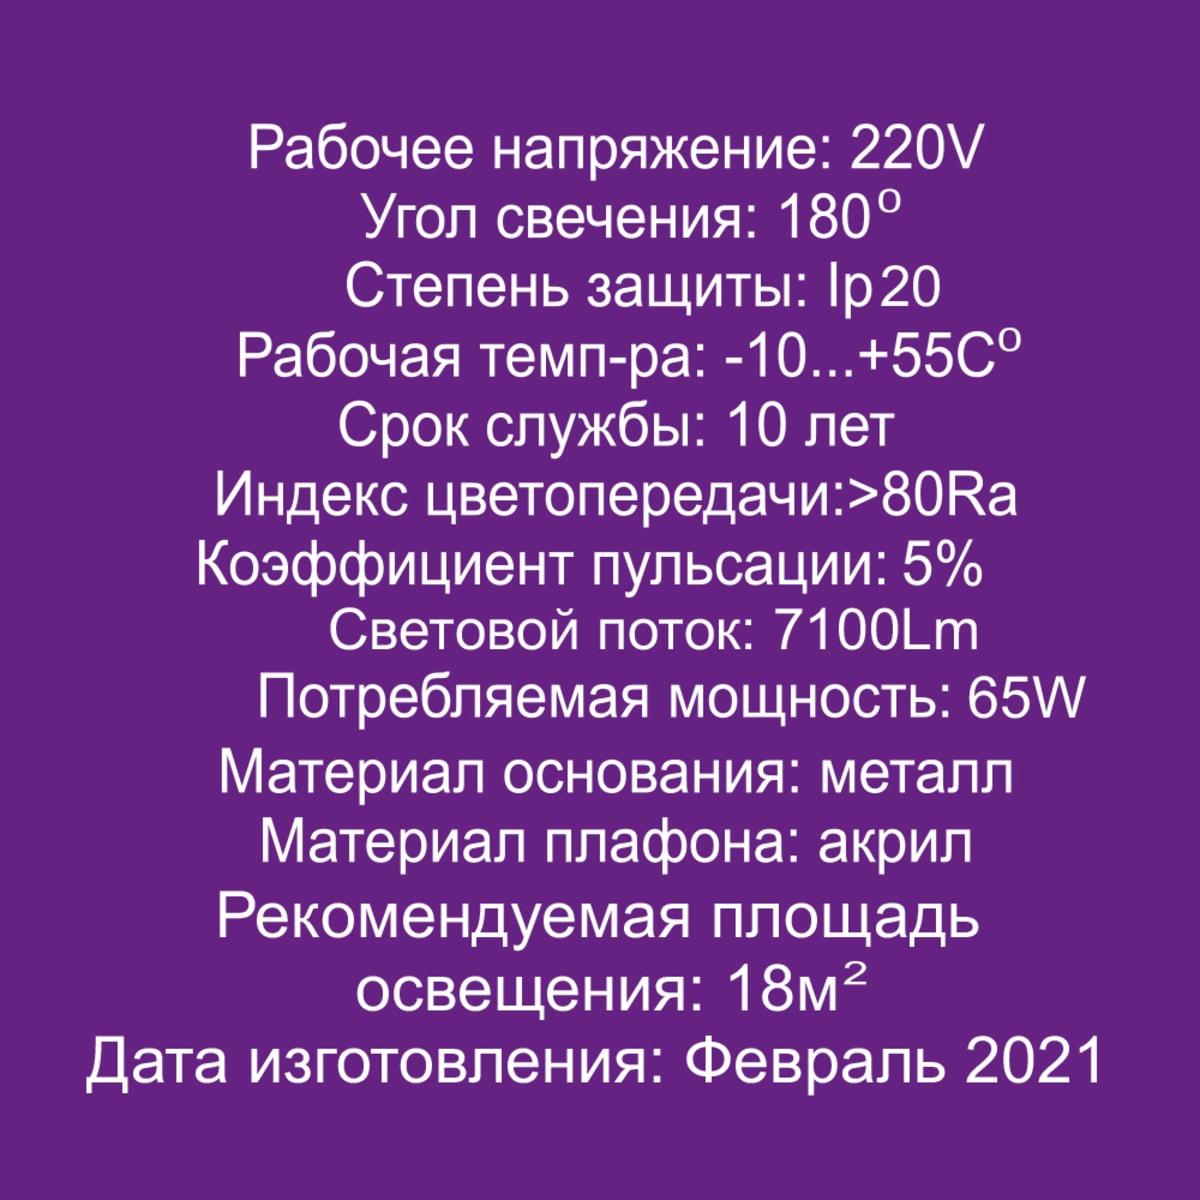 Рабочее напряжение: 220V
Угол свечения: 180°
Степень защиты: Ip20
Рабочая темп-ра: -10...+55C°
Срок службы: 10 лет
Индекс цветопередачи:>80Ra
Коэффициент пульсации: 5%
Световой поток: 7100Lm
Потребляемая мощность: 65W
Материал основания: металл
Материал плафона: акрил
Рекомендуемая площадь
освещения: 18м²
Дата изготовления: Февраль 2021